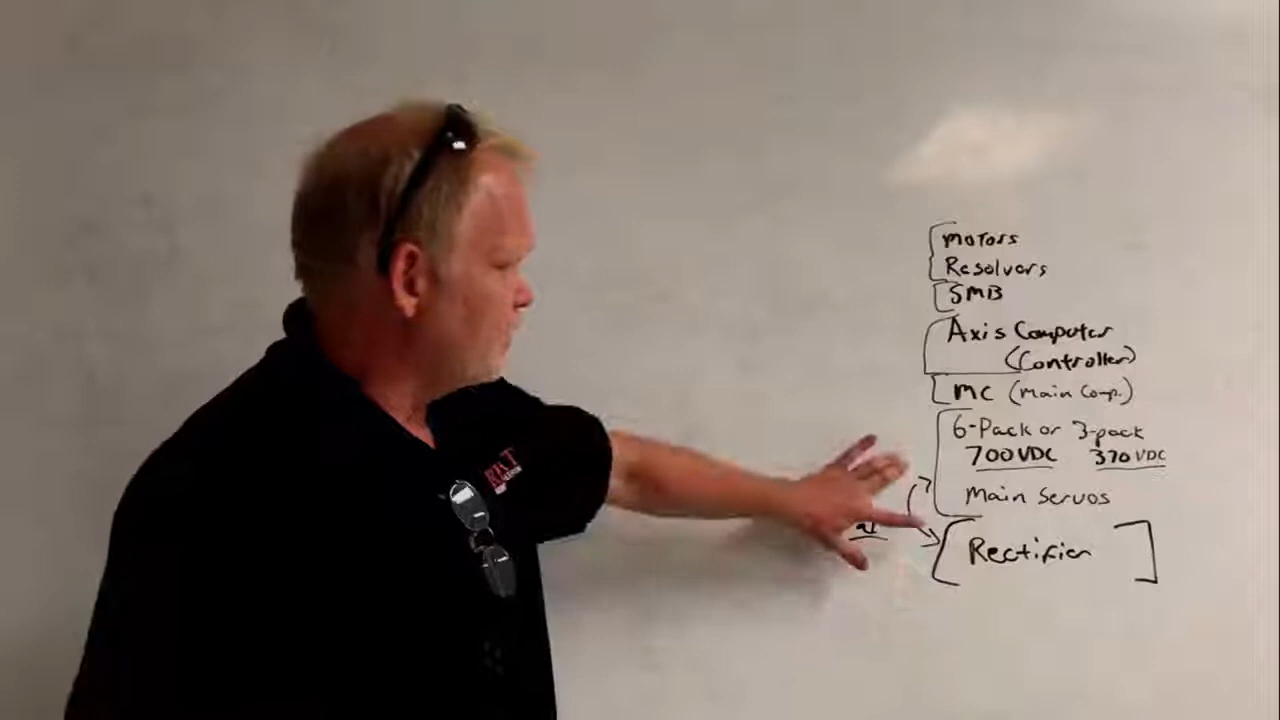 Motors
Resolvers
SMB
Axis Computer
(Controller)
MC (Main Comp.)
6-Pack or 3-pack
700VDC 370VDC
Main Servos
Rectifier